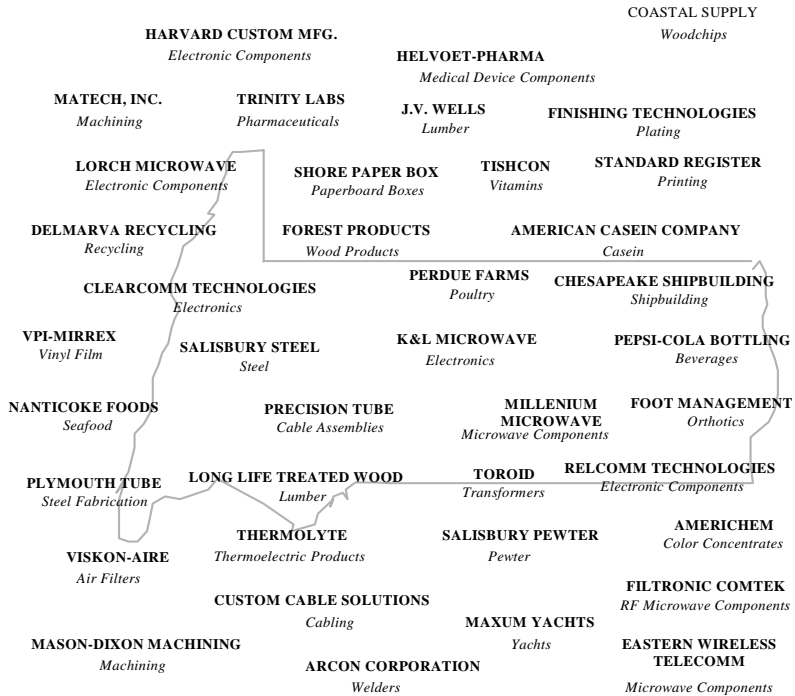 COASTAL SUPPLY
Woodchips
HARVARD CUSTOM MFG.
Electronic Components
HELVOET-PHARMA
Medical Device Components
MATECH, INC.
Machining
TRINITY LABS
Pharmaceuticals
J.V. WELLS
Lumber
FINISHING TECHNOLOGIES
Plating
LORCH MICROWAVE
Electronic Components
SHORE PAPER BOX
Paperboard Boxes
TISHCON
Vitamins
STANDARD REGISTER
Printing
DELMARVA RECYCLING
Recycling
FOREST PRODUCTS
Wood Products
AMERICAN CASEIN COMPANY
Casein
CLEARCOMM TECHNOLOGIES
Electronics
PERDUE FARMS
Poultry
CHESAPEAKE SHIPBUILDING
Shipbuilding
VPI-MIRREX
Vinyl Film
SALISBURY STEEL
Steel
K&L MICROWAVE
Electronics
PEPSI-COLA BOTTLING
Beverages
NANTICOKE FOODS
Seafood
PRECISION TUBE
Cable Assemblies
MILLENIUM
MICROWAVE
Microwave Components
FOOT MANAGEMENT
Orthotics
PLYMOUTH TUBE
Steel Fabrication
LONG LIFE TREATED WOOD
Lumber
TOROID
Transformers
RELCOMM TECHNOLOGIES
Electronic Components
VISKON-AIRE
Air Filters
THERMOLYTE
Thermoelectric Products
SALISBURY PEWTER
Pewter
AMERICHEM
Color Concentrates
CUSTOM CABLE SOLUTIONS
Cabling
FILTRONIC COMTEK
RF Microwave Components
MASON-DIXON MACHINING
Machining
ARCON CORPORATION
Welders
MAXUM YACHTS
Yachts
EASTERN WIRELESS
TELECOMM
Microwave Components